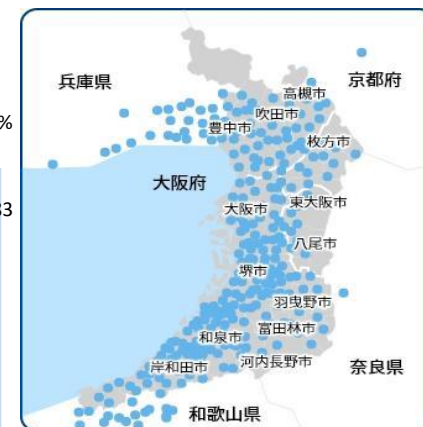 兵庫県
京都府
高槻市
吹田市
%
豊中市
枚方市
大阪府
東大阪市
33
大阪市
八尾市
堺市
羽曳野市
和泉市
富田林市
岸和田市
河内長野市
奈良県
和歌山県